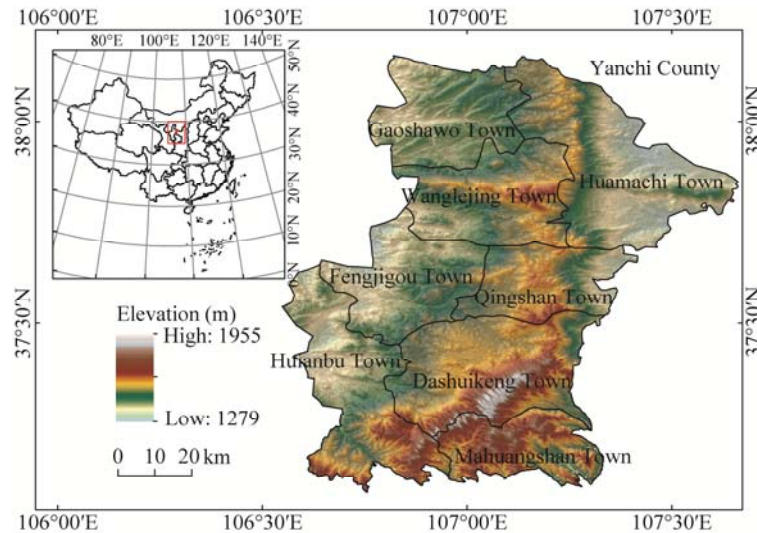 106°00′E 106°30′E 107°00′E 107°30′E
80°E 100°E 120°E 140°E
50°N
40°N
30°N
20°N
10°N
0°
38°00′N
37°30′N
38°00′N
37°30′N
Yanchi County
Gaoshawo Town
Huamachi Town
Wanglejing Town
Fengjigou Town
Qingshan Town
Huianbu Town
Dashuikeng Town
Mahuangshan Town
Elevation (m)
High: 1955
Low: 1279
0 10 20 km
106°00′E 106°30′E 107°00′E 107°30′E